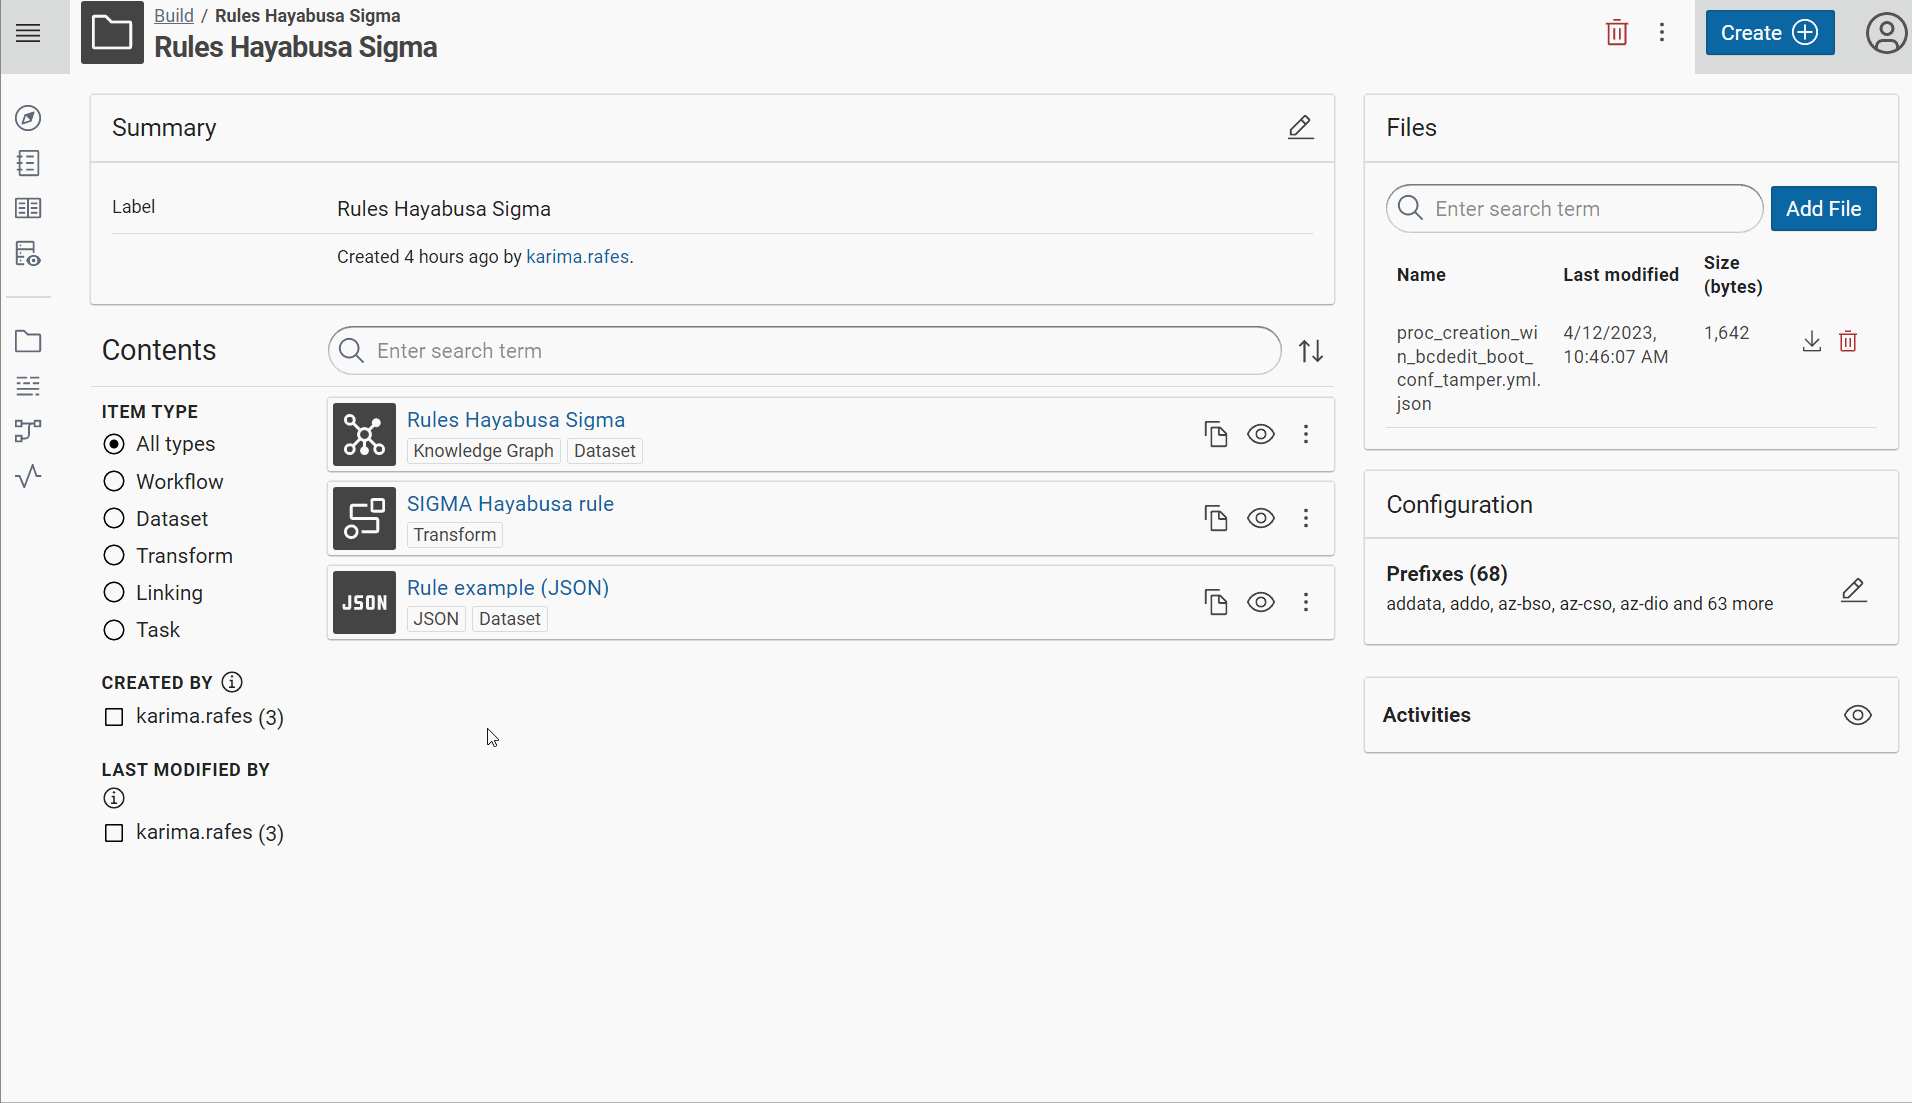 Build / Rules Hayabusa Sigma
Rules Hayabusa Sigma
Create
Summary
Label
Rules Hayabusa Sigma
Created 4 hours ago by karima.rafes.
Contents
Enter search term
ITEM TYPE
All types
Workflow
Dataset
Transform
Linking
Task
CREATED BY
karima.rafes (3)
LAST MODIFIED BY
karima.rafes (3)
Rules Hayabusa Sigma
Knowledge Graph Dataset
SIGMA Hayabusa rule
Transform
JSON
Rule example (JSON)
JSON Dataset
Files
Enter search term
Add File
Name
Last modified
Size
(bytes)
proc_creation_wi
n_bcdedit_boot_
conf_tamper.yml.
json
4/12/2023,
10:46:07 AM
1,642
Configuration
Prefixes (68)
addata, addo, az-bso, az-cso, az-dio and 63 more
Activities